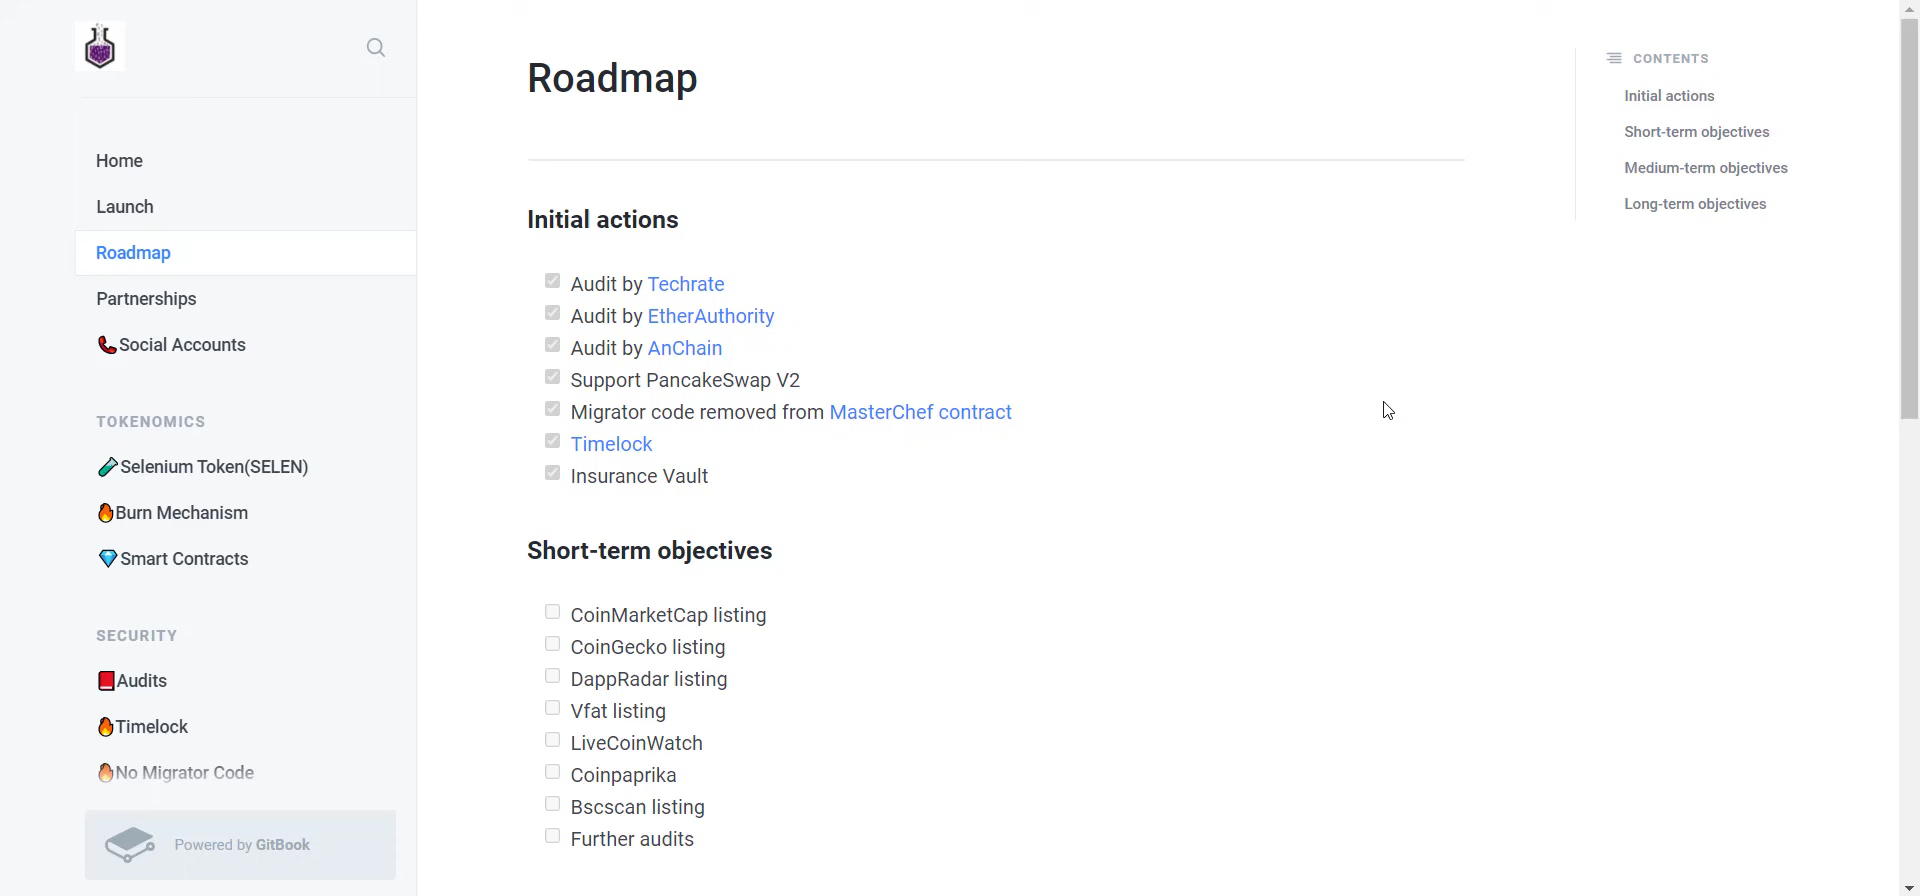 Home
Launch
Roadmap
Partnerships
Social Accounts
TOKENOMICS
Selenium Token(SELEN)
Burn Mechanism
Smart Contracts
SECURITY
Audits
Timelock
No Migrator Code
Powered by GitBook
Roadmap
Initial actions
Audit by Techrate
Audit by EtherAuthority
Audit by AnChain
Support PancakeSwap V2
Migrator code removed from MasterChef contract
Timelock
Insurance Vault
Short-term objectives
CoinMarketCap listing
CoinGecko listing
DappRadar listing
Vfat listing
LiveCoinWatch
Coinpaprika
Bscscan listing
Further audits
CONTENTS
Initial actions
Short-term objectives
Medium-term objectives
Long-term objectives